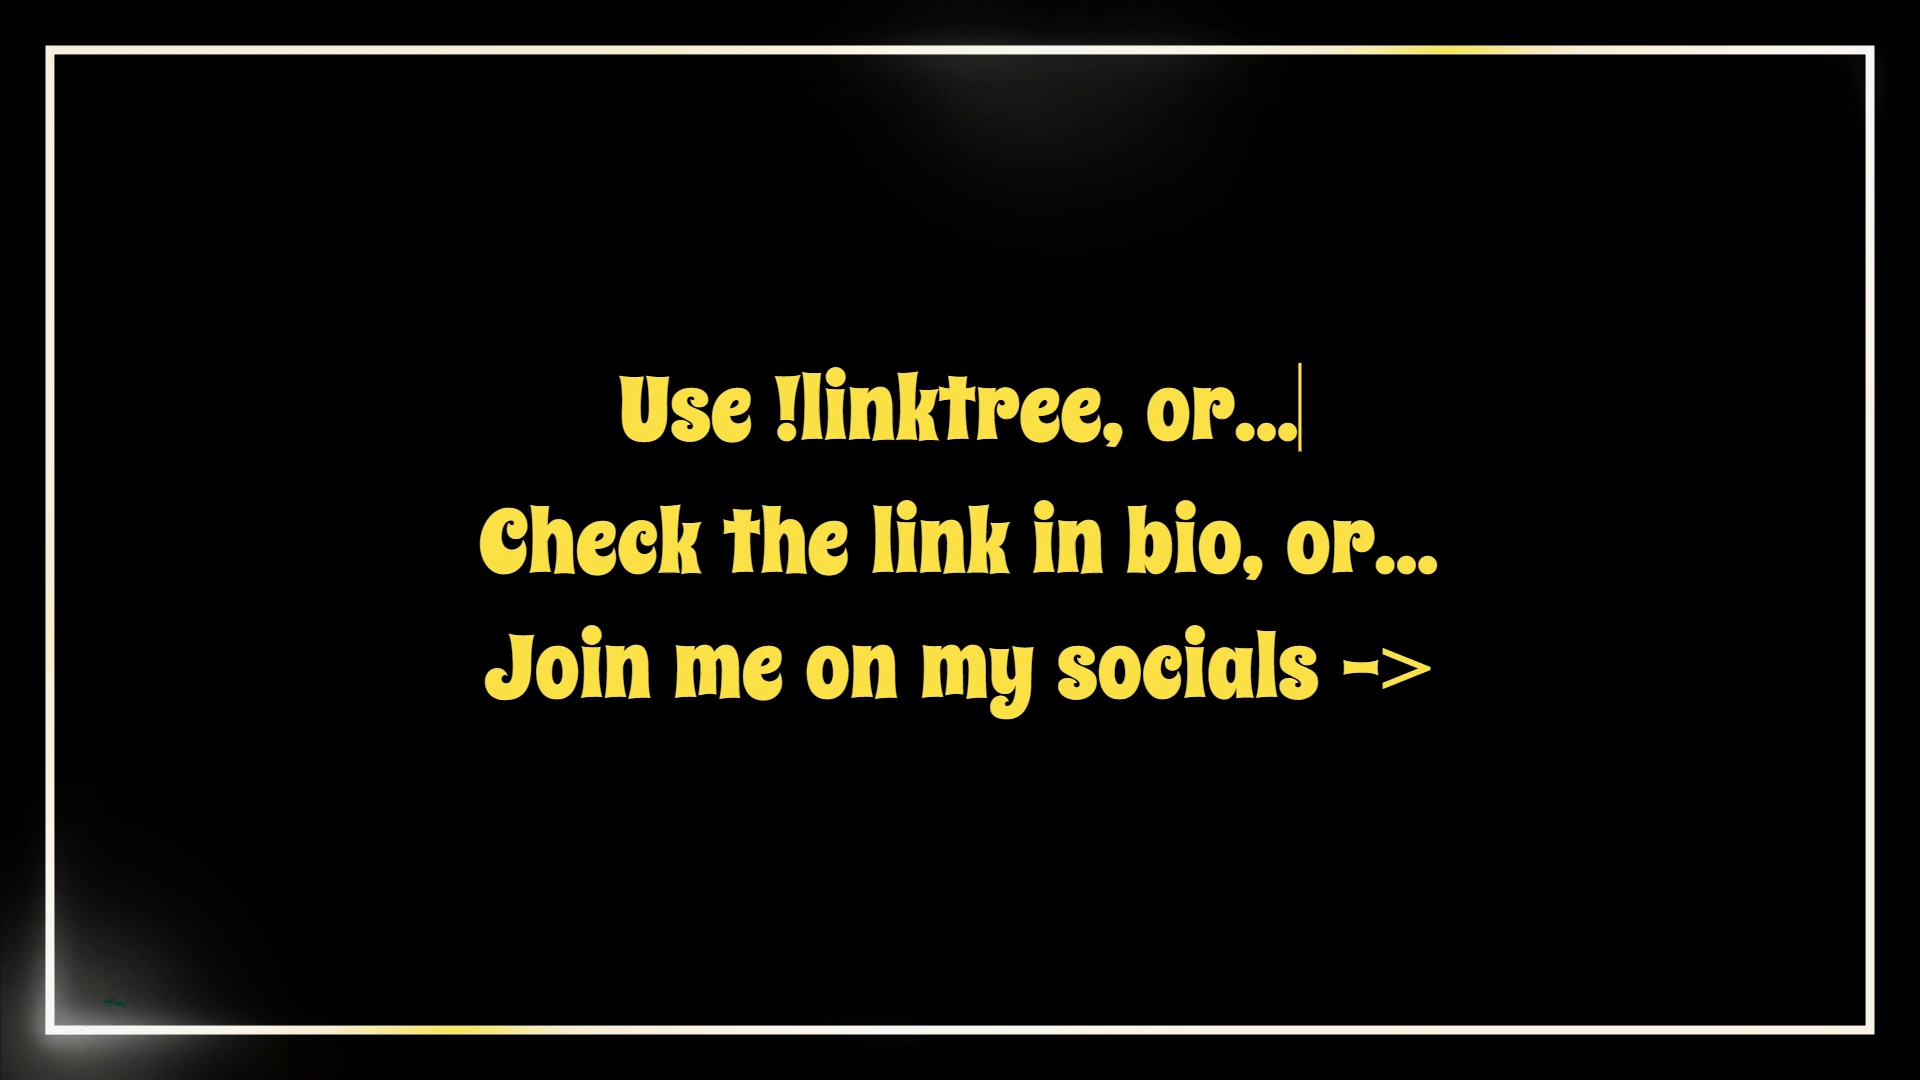 Use !linktree, or...
Check the link in bio, or...
Join me on my socials ->